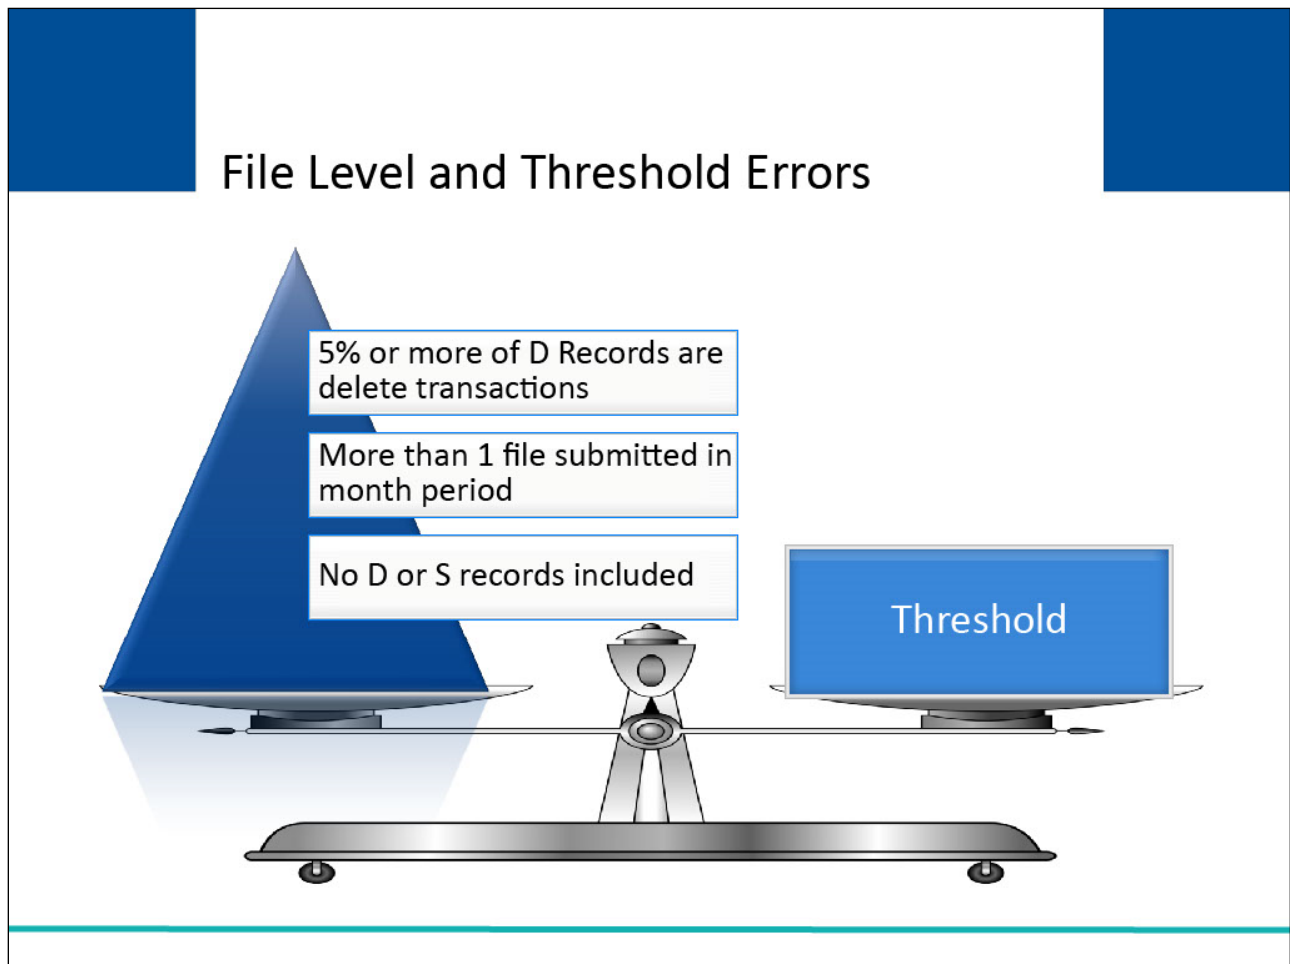 File Level and Threshold Errors
5% or more of D Records are
delete transactions
More than 1 file submitted in
month period
No D or S records included
Threshold